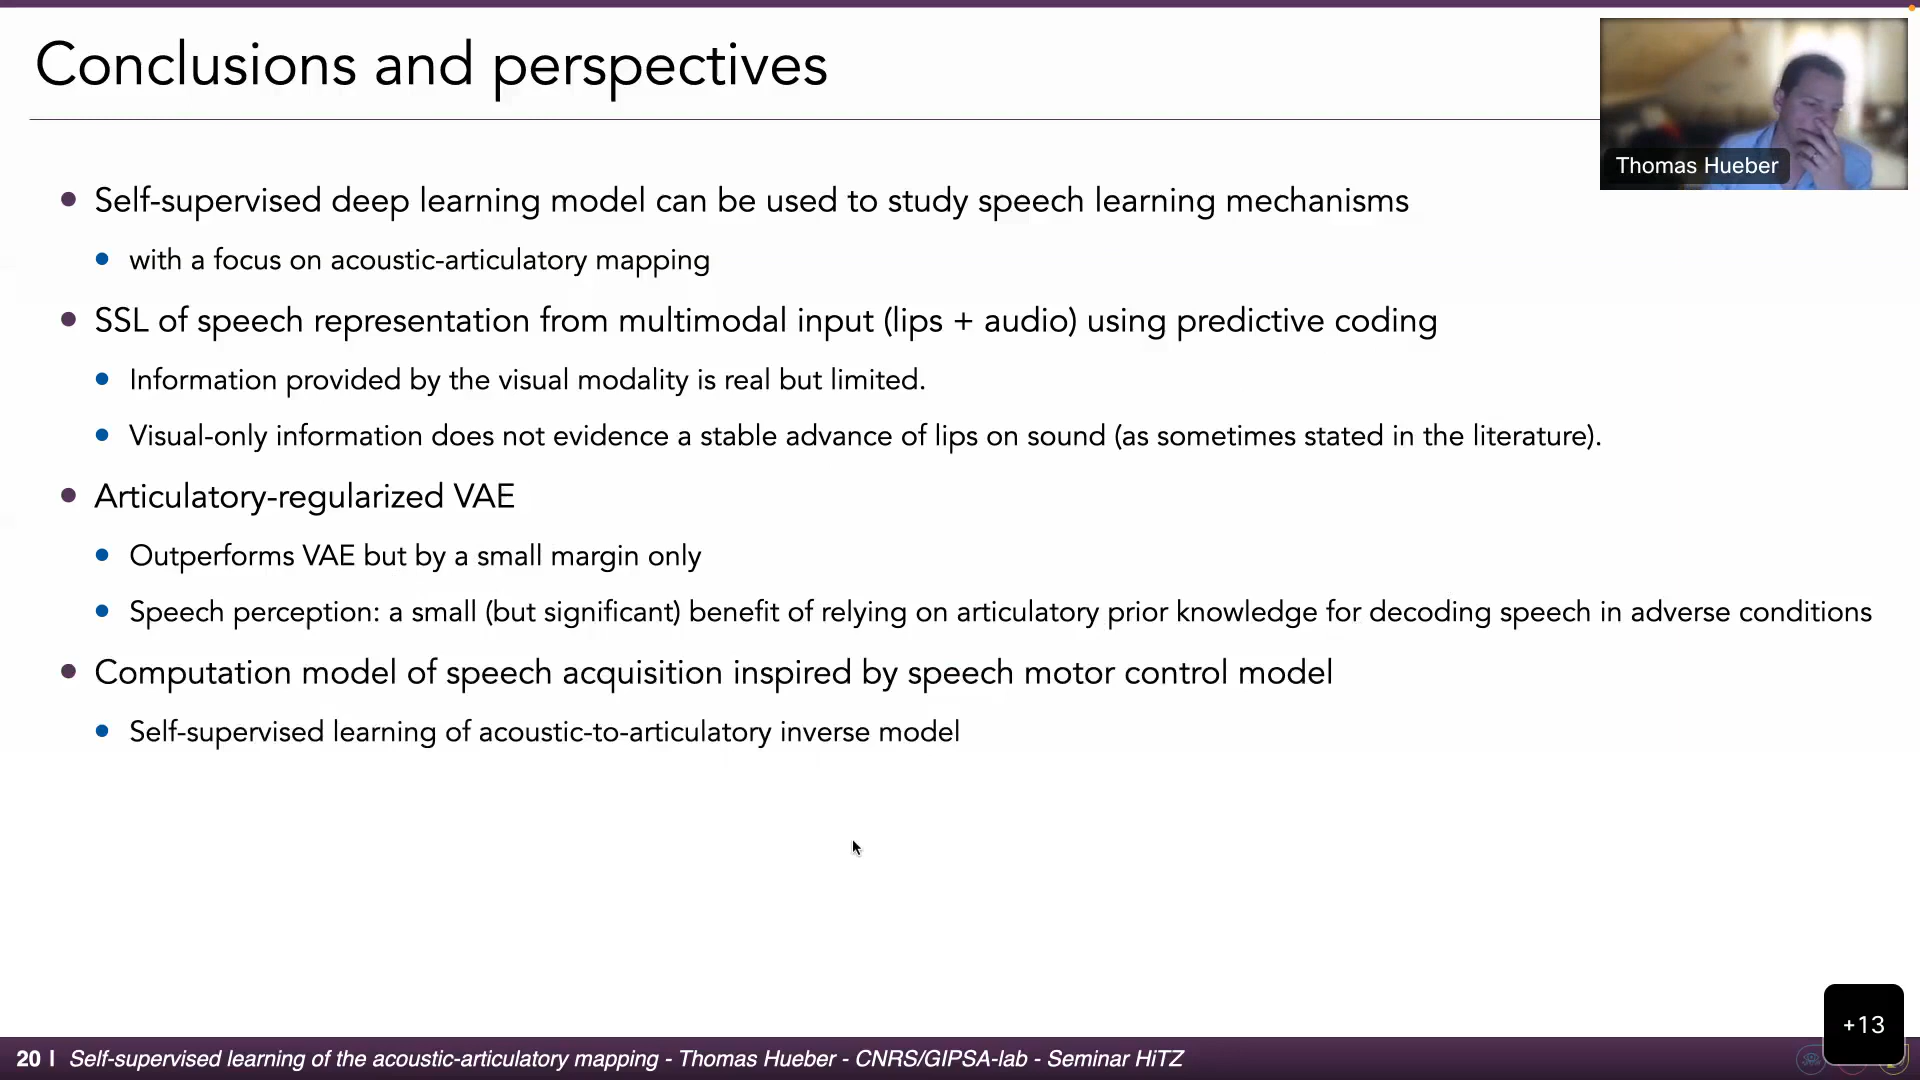 Conclusions and perspectives
Thomas Hueber
Self-supervised deep learning model can be used to study speech learning mechanisms
with a focus on acoustic-articulatory mapping
SSL of speech representation from multimodal input (lips + audio) using predictive coding
Information provided by the visual modality is real but limited.
Visual-only information does not evidence a stable advance of lips on sound (as sometimes stated in the literature).
Articulatory-regularized VAE
Outperforms VAE but by a small margin only
Speech perception: a small (but significant) benefit of relying on articulatory prior knowledge for decoding speech in adverse conditions
Computation model of speech acquisition inspired by speech motor control model
Self-supervised learning of acoustic-to-articulatory inverse model
+13
20 | Self-supervised learning of the acoustic-articulatory mapping - Thomas Hueber - CNRS/GIPSA-lab - Seminar HiTZ